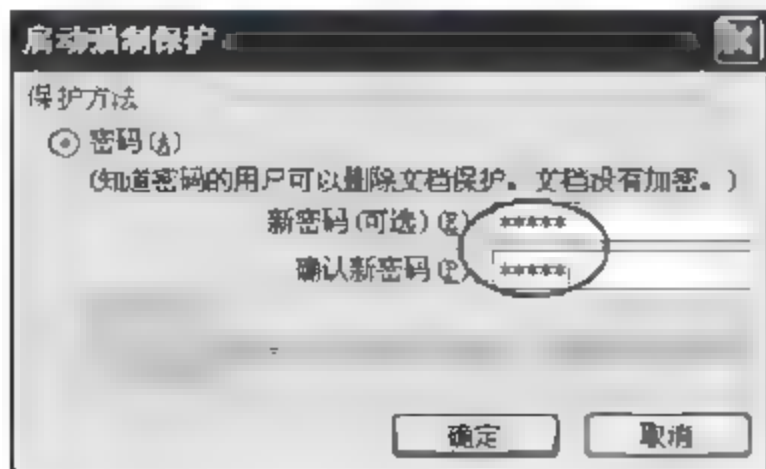 启动强制保护
保护方法
密码(A)
(知道密码的用户可以删除文档保护。文档没有加密。)
新密码(可选)(E) *****
确认新密码(P) *****
确定 取消